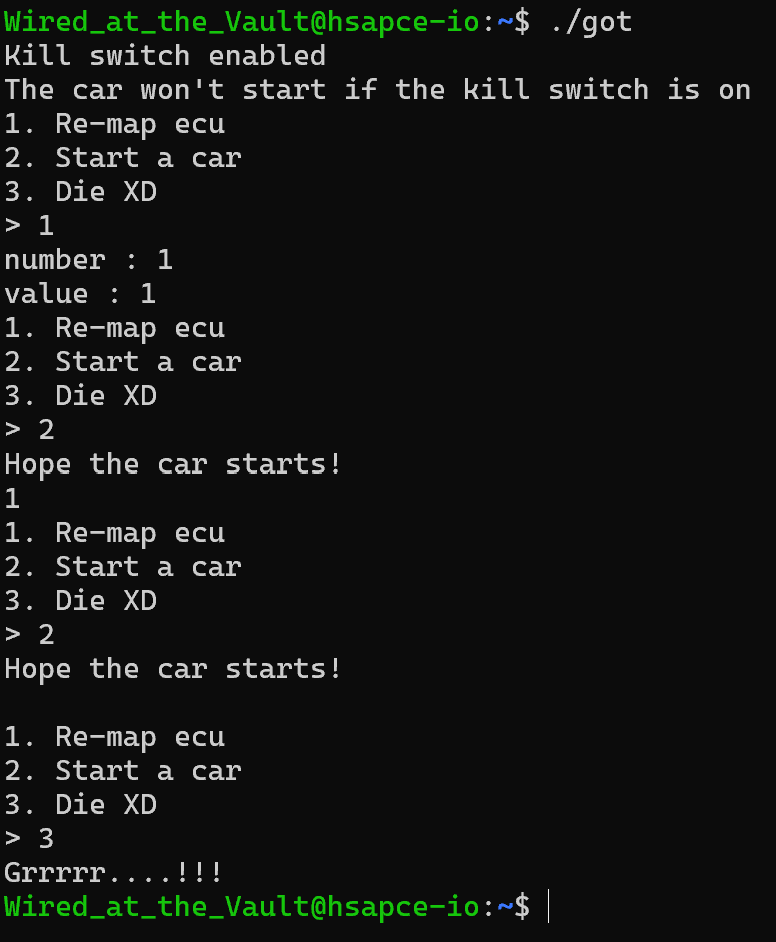 Wired_at_the_Vault@hsapce-io:~$ ./got
Kill switch enabled
The car won't start if the kill switch is on
1. Re-map ecu
2. Start a car
3. Die XD
> 1
number : 1
value : 1
1. Re-map ecu
2. Start a car
3. Die XD
> 2
Hope the car starts!
1
1. Re-map ecu
2. Start a car
3. Die XD
> 2
Hope the car starts!

1. Re-map ecu
2. Start a car
3. Die XD
> 3
Grrrrr....!!!
Wired_at_the_Vault@hsapce-io:~$